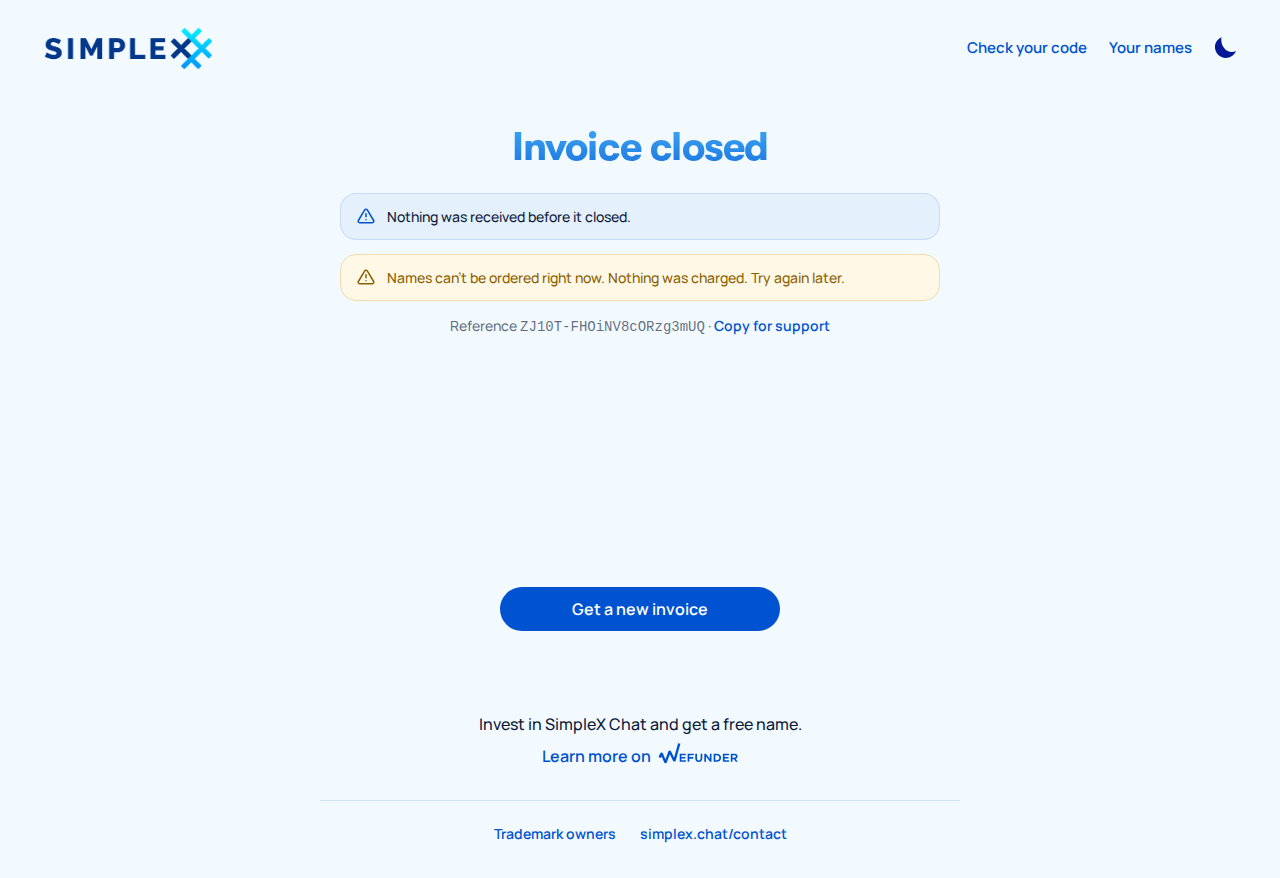 SIMPLEX
Check your code
Your names
Invoice closed
Nothing was received before it closed.
Names can't be ordered right now. Nothing was charged. Try again later.
Reference ZJ10T-FHOiNV8cORzg3mUQ · Copy for support
Get a new invoice
Invest in SimpleX Chat and get a free name.
Learn more on WEFUNDER
Trademark owners
simplex.chat/contact